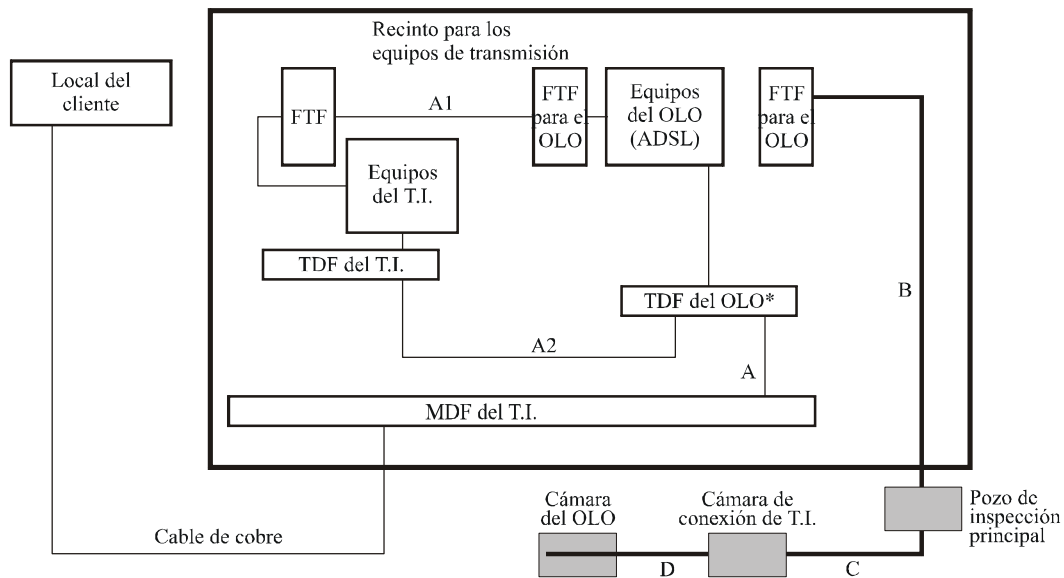 Recinto para los
equipos de transmisión
Local del
cliente
FTF
A1
FTF
para el
OLO
Equipos
del OLO
(ADSL)
FTF
para el
OLO
Equipos
del T.I.
TDF del T.I.
TDF del OLO*
B
A2
A
MDF del T.I.
Cable de cobre
Cámara
del OLO
Cámara de
conexión de T.I.
Pozo de
inspección
principal
D
C